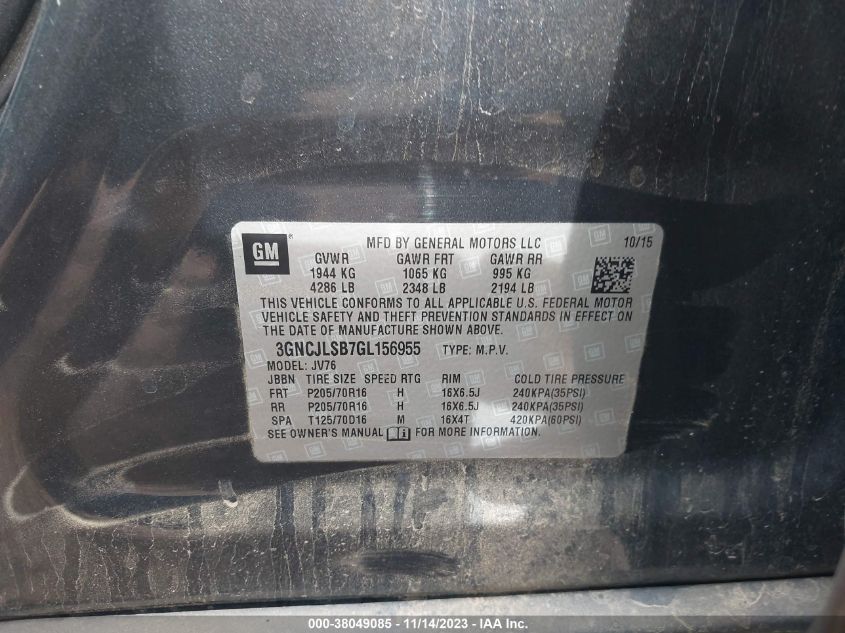 GM ®
MFD BY GENERAL MOTORS LLC 10/15
GVWR GAWR FRT GAWR RR
1944 KG 1065 KG 995 KG
4286 LB 2348 LB 2194 LB
THIS VEHICLE CONFORMS TO ALL APPLICABLE U.S. FEDERAL MOTOR
VEHICLE SAFETY AND THEFT PREVENTION STANDARDS IN EFFECT ON
THE DATE OF MANUFACTURE SHOWN ABOVE.
3GNCJLSB7GL156955 TYPE: M.P.V.
MODEL: JV76
JBBN TIRE SIZE SPEED RTG RIM COLD TIRE PRESSURE
FRT P205/70R16 H 16X6.5J 240KPA(35PSI)
RR P205/70R16 H 16X6.5J 240KPA(35PSI)
SPA T125/70D16 M 16X4T 420KPA(60PSI)
SEE OWNER'S MANUAL FOR MORE INFORMATION.
000-38049085 - 11/14/2023 - IAAI.com